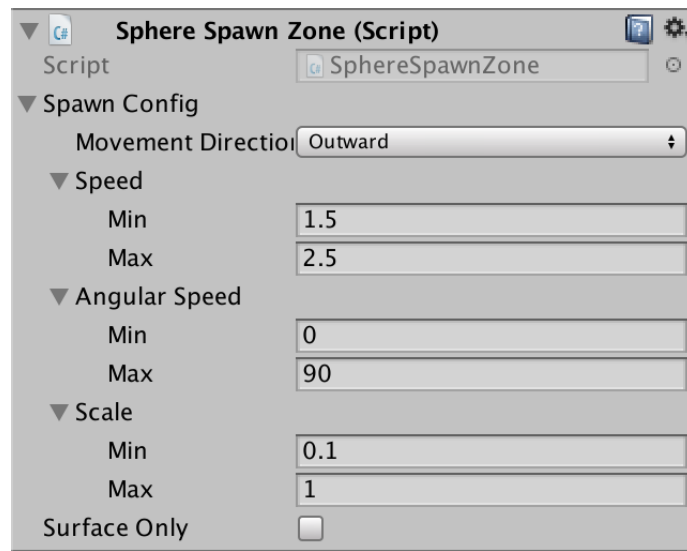 C# Sphere Spawn Zone (Script) ?
Script C# SphereSpawnZone
Spawn Config
Movement Direction Outward
Speed
Min 1.5
Max 2.5
Angular Speed
Min 0
Max 90
Scale
Min 0.1
Max 1
Surface Only